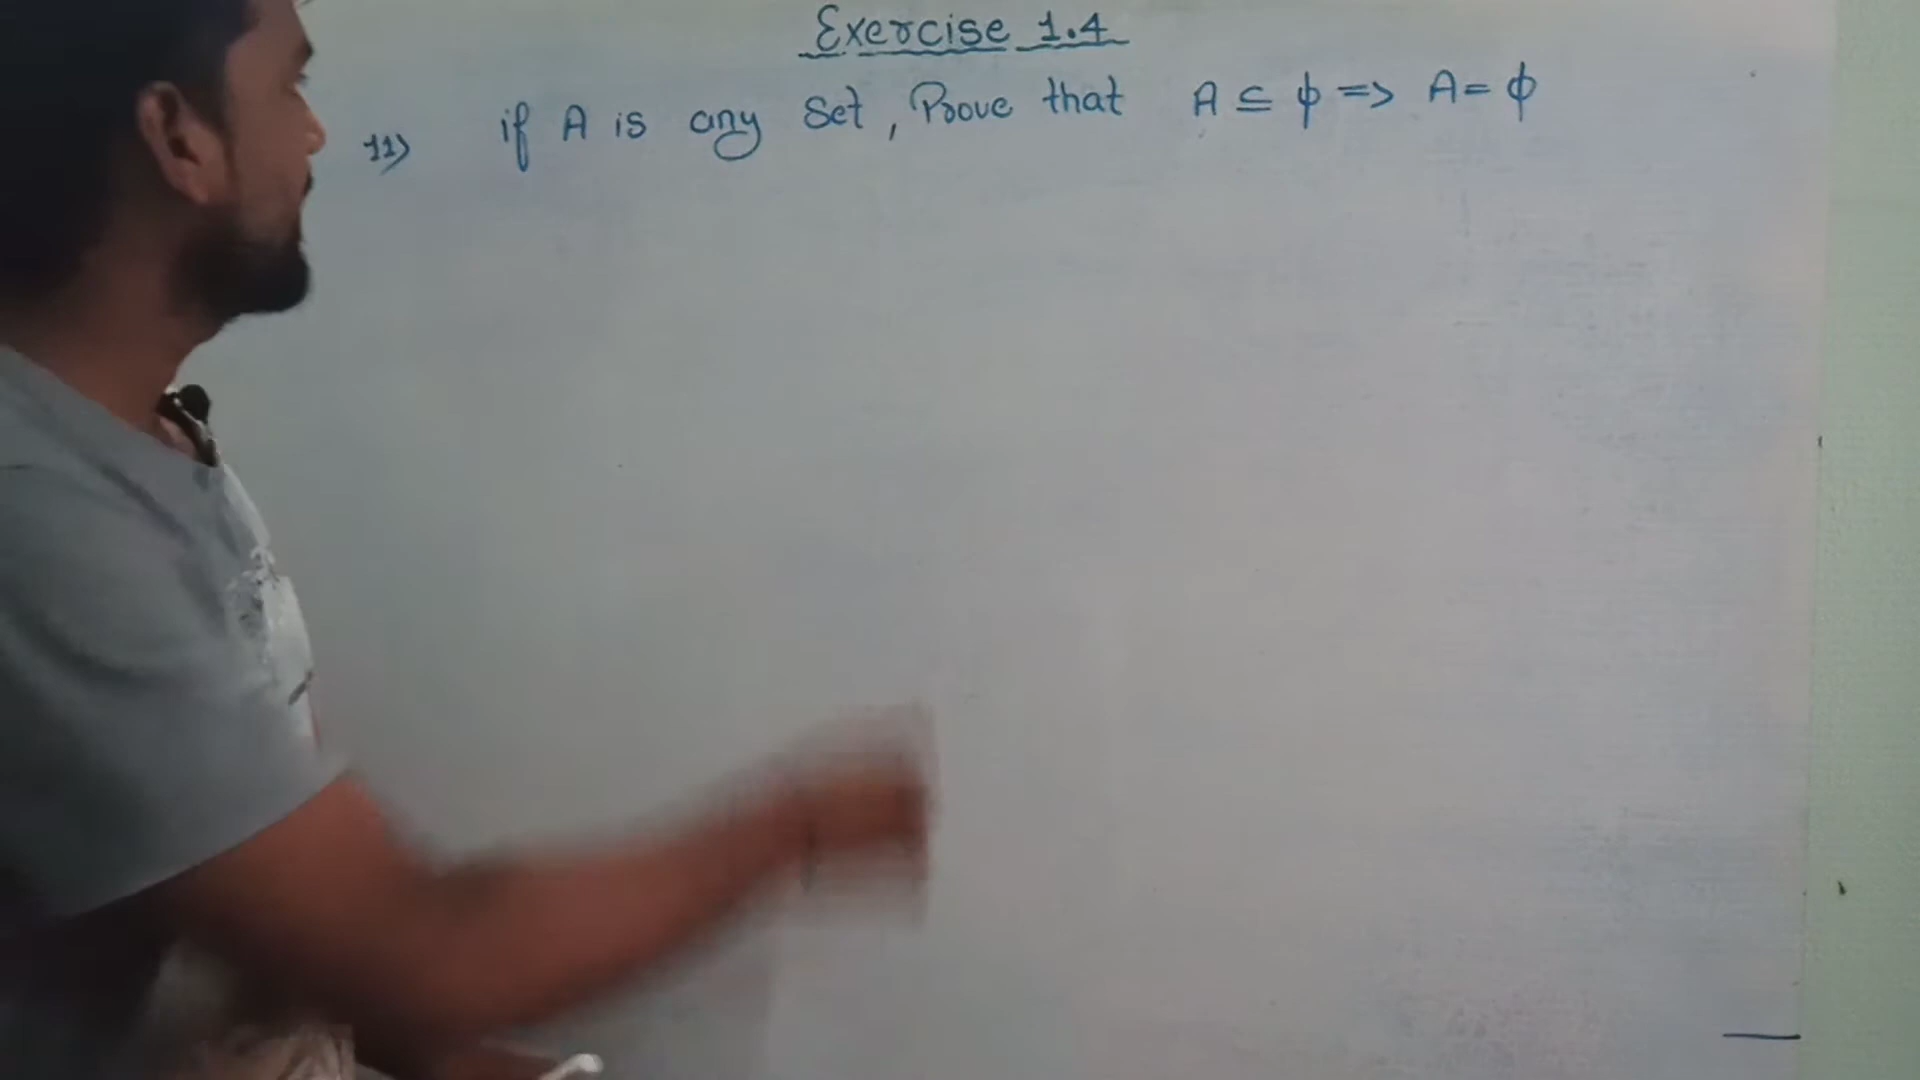 Exercise 1.4
11) if A is any Set, Prove that A ⊆ ϕ => A = ϕ